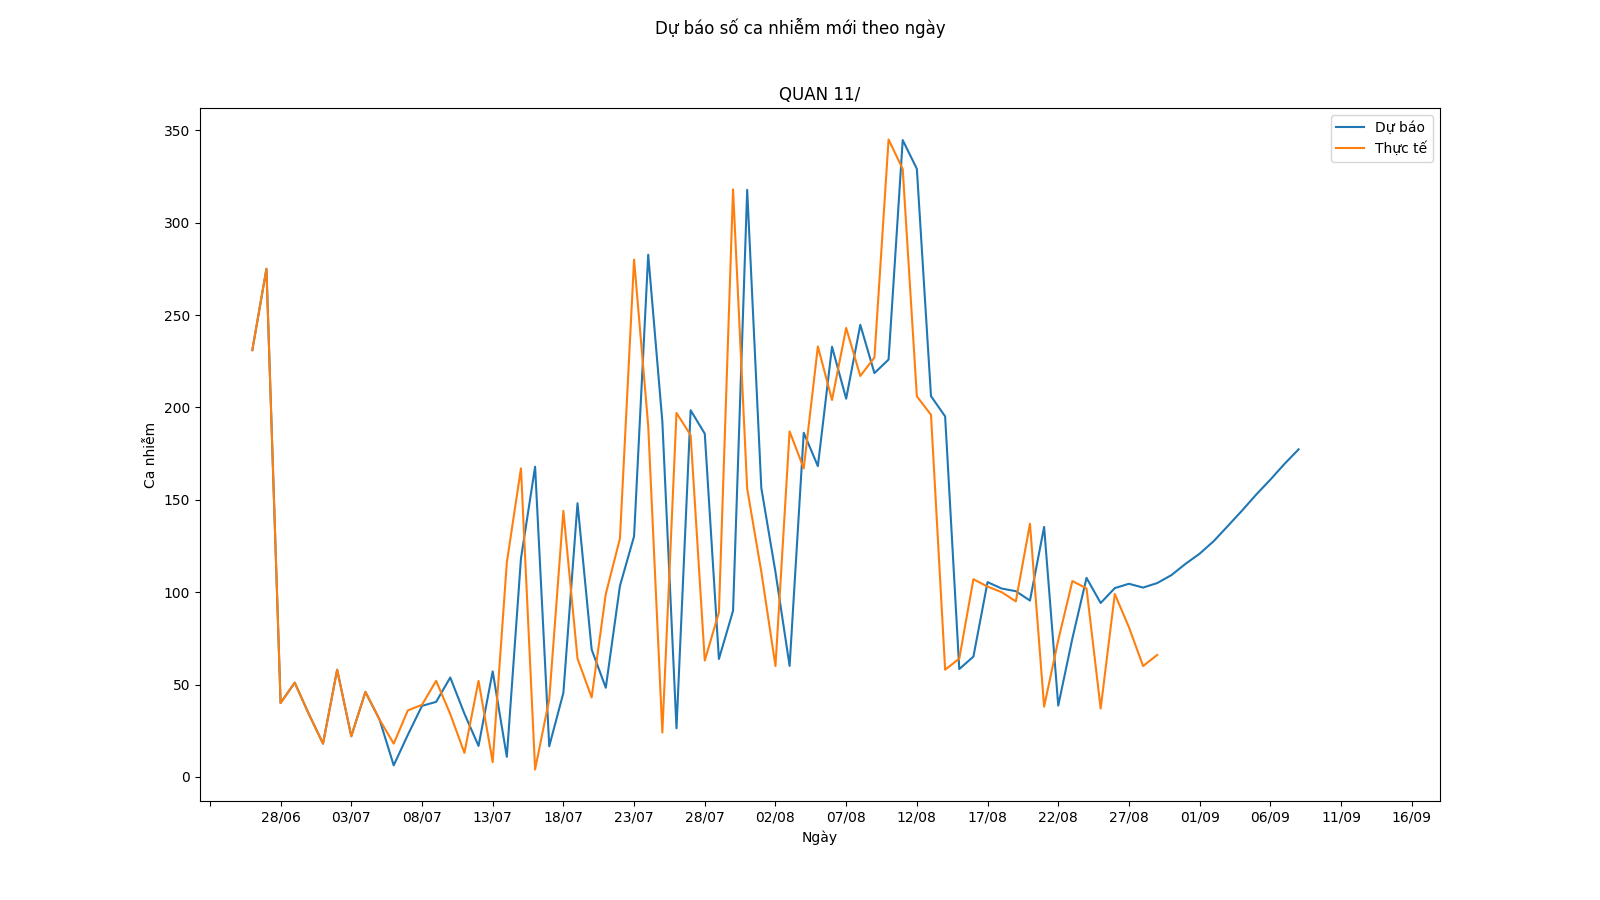 Dự báo số ca nhiễm mới theo ngày
QUAN 11/
Dự báo
Thực tế
Ca nhiễm
350
300
250
200
150
100
50
0
28/06 03/07 08/07 13/07 18/07 23/07 28/07 02/08 07/08 12/08 17/08 22/08 27/08 01/09 06/09 11/09 16/09
Ngày